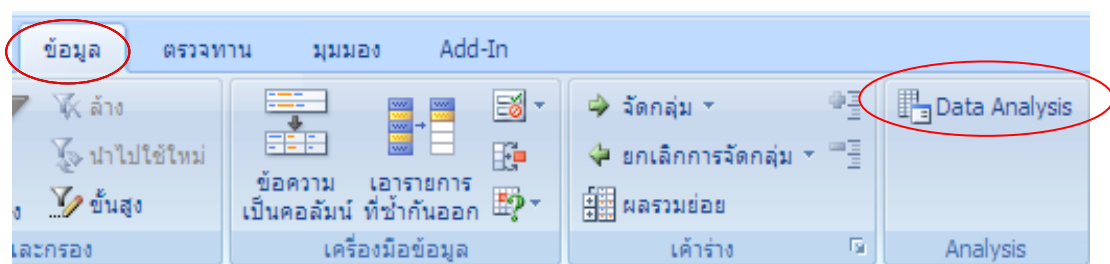 ข้อมูล ตรวจทาน มุมมอง Add-In
ล้าง
นำไปใช้ใหม่
ขั้นสูง
ละกรอง
ข้อความ
เป็นคอลัมน์
เอารายการ
ที่ซ้ำกันออก
เครื่องมือข้อมูล
จัดกลุ่ม
ยกเลิกการจัดกลุ่ม
ผลรวมย่อย
เค้าร่าง
Data Analysis
Analysis